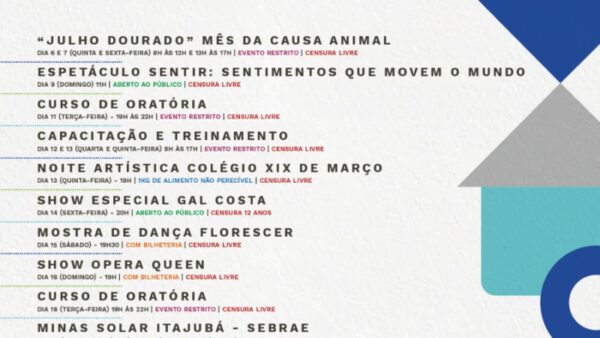 “JULHO DOURADO” MÊS DA CAUSA ANIMAL
DIA 6 E 7 (QUINTA E SEXTA-FEIRA) 8H ÀS 12H E 13H ÀS 17H | EVENTO RESTRITO | CENSURA LIVRE
ESPETÁCULO SENTIR: SENTIMENTOS QUE MOVEM O MUNDO
DIA 9 (DOMINGO) 11H | ABERTO AO PÚBLICO | CENSURA LIVRE
CURSO DE ORATÓRIA
DIA 11 (TERÇA-FEIRA) - 19H ÀS 22H | EVENTO RESTRITO | CENSURA LIVRE
CAPACITAÇÃO E TREINAMENTO
DIA 12 E 13 (QUARTA E QUINTA-FEIRA) 8H ÀS 17H | EVENTO RESTRITO | CENSURA LIVRE
NOITE ARTÍSTICA COLÉGIO XIX DE MARÇO
DIA 13 (QUINTA-FEIRA) - 19H | 1KG DE ALIMENTO NÃO PERECÍVEL | CENSURA LIVRE
SHOW ESPECIAL GAL COSTA
DIA 14 (SEXTA-FEIRA) - 20H | ABERTO AO PÚBLICO | CENSURA 12 ANOS
MOSTRA DE DANÇA FLORESCER
DIA 15 (SÁBADO) - 19H30 | COM BILHETERIA | CENSURA LIVRE
SHOW OPERA QUEEN
DIA 16 (DOMINGO) - 19H | COM BILHETERIA | CENSURA LIVRE
CURSO DE ORATÓRIA
DIA 18 (TERÇA-FEIRA) 19H ÀS 22H | EVENTO RESTRITO | CENSURA LIVRE
MINAS SOLAR ITAJUBÁ - SEBRAE